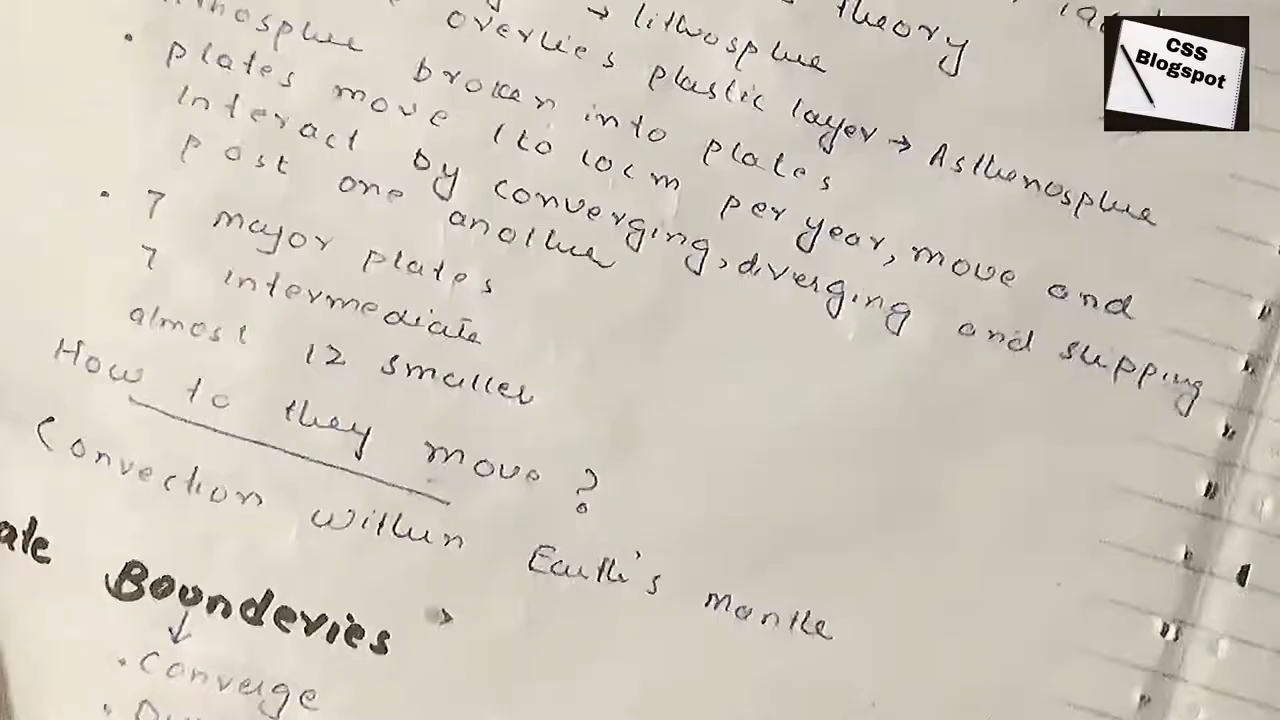 theory
→ lithosphere
overlies plastic layer → Asthenosphere
broken into plates
• plates move 1 to 10cm per year, move and
interact by converging, diverging and slipping
past one another
• 7 major plates
7 intermediate
almost 12 smaller
How to they move?
Convection within Earth's mantle
Bounderies
• Converge
CSS
Blogspot